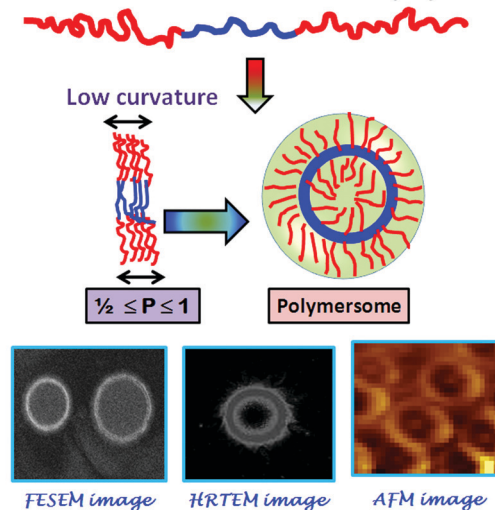 Low curvature
½ ≤ P ≤ 1
Polymersome
FESEM image
HRTEM image
AFM image